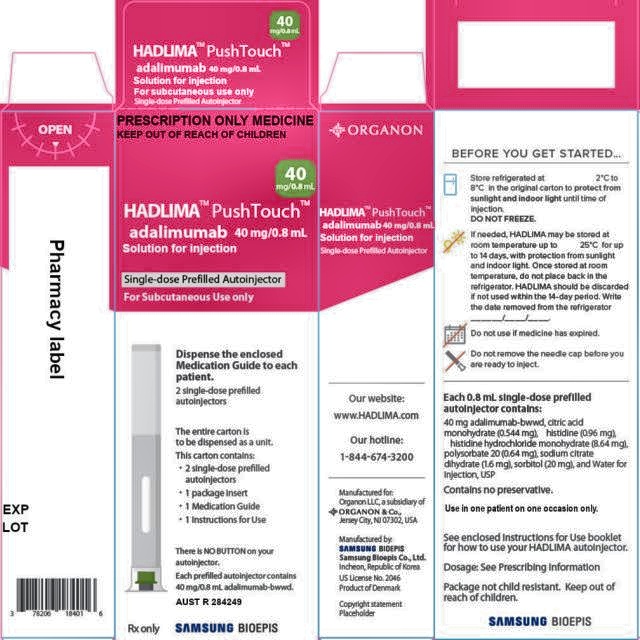 40
mg/0.8 mL
HADLIMA™ PushTouch™
adalimumab 40 mg/0.8 mL
Solution for injection
For subcutaneous use only
Single-dose Prefilled Autoinjector
OPEN
Pharmacy label
EXP
LOT
3 78206 18401 6
PRESCRIPTION ONLY MEDICINE
KEEP OUT OF REACH OF CHILDREN
40
mg/0.8 mL
HADLIMA™ PushTouch™
adalimumab 40 mg/0.8 mL
Solution for Injection
Single-dose Prefilled Autoinjector
For Subcutaneous Use only
Dispense the enclosed
Medication Guide to each
patient.
2 single-dose prefilled
autoinjectors
The entire carton is
to be dispensed as a unit.
This carton contains:
• 2 single-dose prefilled
autoinjectors
• 1 package insert
• 1 Medication Guide
• 1 Instructions for Use
There is NO BUTTON on your
autoinjector.
Each prefilled autoinjector contains
40 mg/0.8 mL adalimumab-bwwd.
AUST R 284249
Rx only SAMSUNG BIOEPIS
ORGANON
HADLIMA™ PushTouch™
adalimumab 40 mg/0.8 mL
Solution for injection
Single-dose Prefilled Autoinjector
Our website:
www.HADLIMA.com
Our hotline:
1-844-674-3200
Manufactured for:
Organon LLC, a subsidiary of
ORGANON & Co.,
Jersey City, NJ 07302, USA
Manufactured by:
SAMSUNG BIOEPIS
Samsung Bioepis Co., Ltd.
Incheon, Republic of Korea
US License No. 2046
Product of Denmark
Copyright statement
Placeholder
BEFORE YOU GET STARTED...
Store refrigerated at 2°C to
8°C in the original carton to protect from
sunlight and indoor light until time of
injection.
DO NOT FREEZE.
If needed, HADLIMA may be stored at
room temperature up to 25°C for up
to 14 days, with protection from sunlight
and indoor light. Once stored at room
temperature, do not place back in the
refrigerator. HADLIMA should be discarded
if not used within the 14-day period. Write
the date removed from the refrigerator
______/____/____.
Do not use if medicine has expired.
Do not remove the needle cap before you
are ready to inject.
Each 0.8 mL single-dose prefilled
autoinjector contains:
40 mg adalimumab-bwwd, citric acid
monohydrate (0.544 mg), histidine (0.96 mg),
histidine hydrochloride monohydrate (8.64 mg),
polysorbate 20 (0.64 mg), sodium citrate
dihydrate (1.6 mg), sorbitol (20 mg), and Water for
Injection, USP
Contains no preservative.
Use in one patient on one occasion only.
See enclosed Instructions for Use booklet
for how to use your HADLIMA autoinjector.
Dosage: See Prescribing Information
Package not child resistant. Keep out of
reach of children.
SAMSUNG BIOEPIS